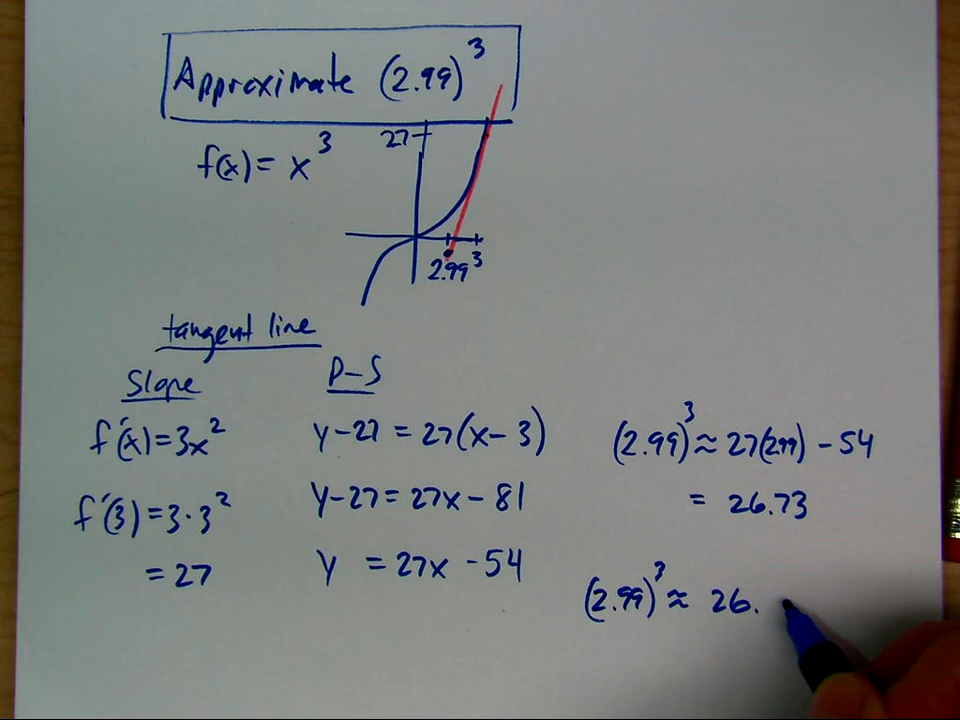 Approximate (2.99)³
f(x) = x³
27
2.99 3
tangent line
Slope
f'(x) = 3x²
f'(3) = 3·3²
= 27
P-S
y-27 = 27(x-3)
y-27 = 27x - 81
y = 27x - 54
(2.99)³ ≈ 27(2.99) - 54
= 26.73
(2.99)³ ≈ 26.